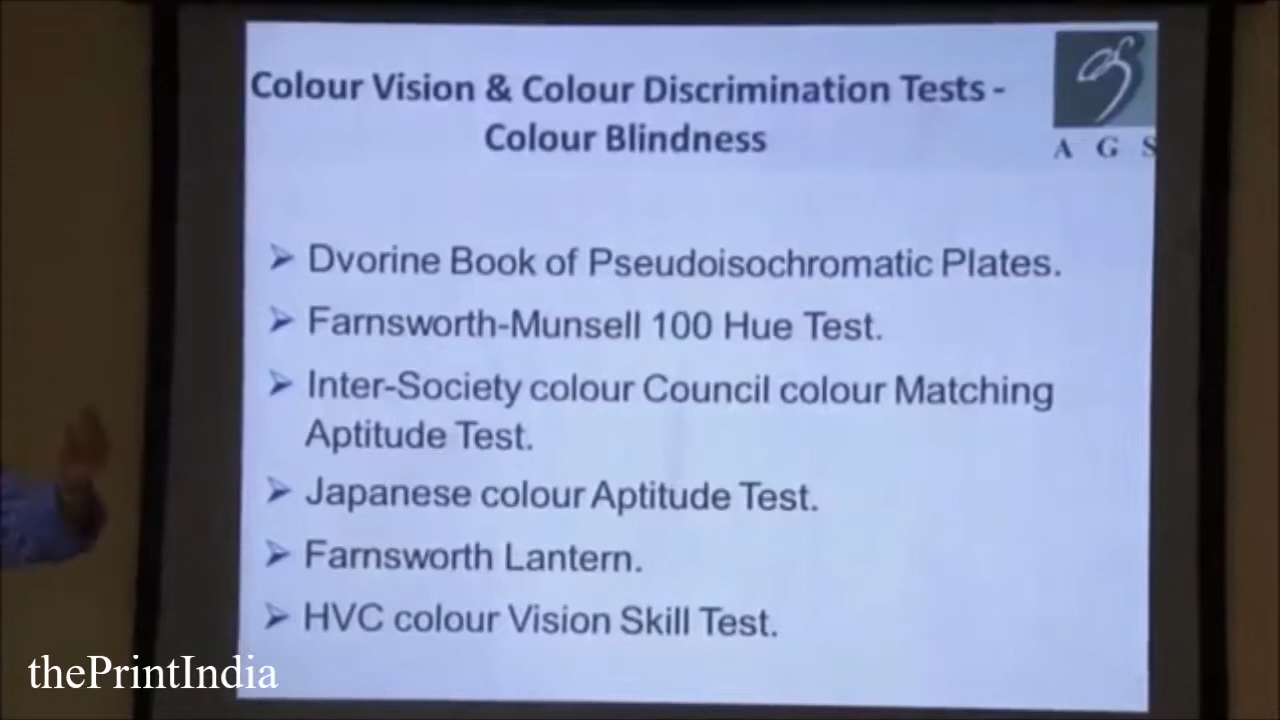 Colour Vision & Colour Discrimination Tests -
Colour Blindness
A G S
Dvorine Book of Pseudoisochromatic Plates.
Farnsworth-Munsell 100 Hue Test.
Inter-Society colour Council colour Matching
Aptitude Test.
Japanese colour Aptitude Test.
Farnsworth Lantern.
HVC colour Vision Skill Test.
thePrintIndia